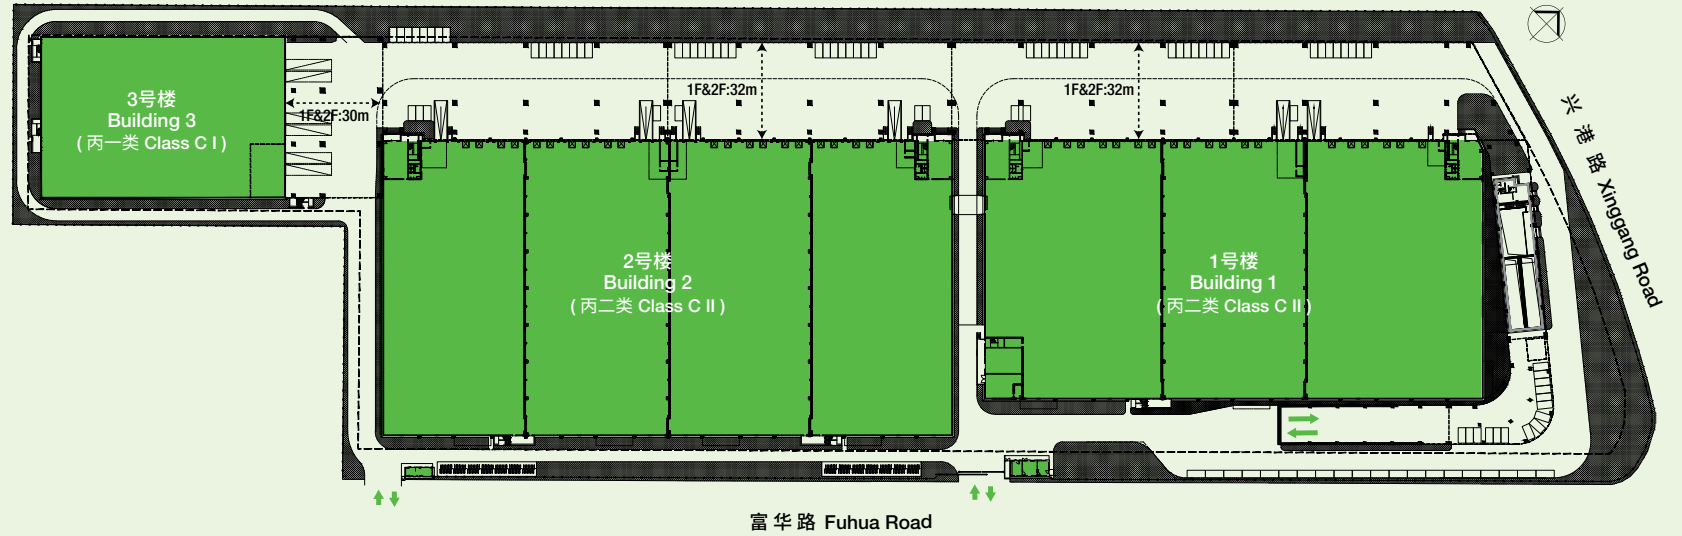 3号楼
Building 3
( 丙一类 Class C I )
1F&2F:30m
1F&2F:32m
1F&2F:32m
兴港路 Xinggang Road
2号楼
Building 2
( 丙二类 Class C II )
1号楼
Building 1
( 丙二类 Class C II )
富华路 Fuhua Road